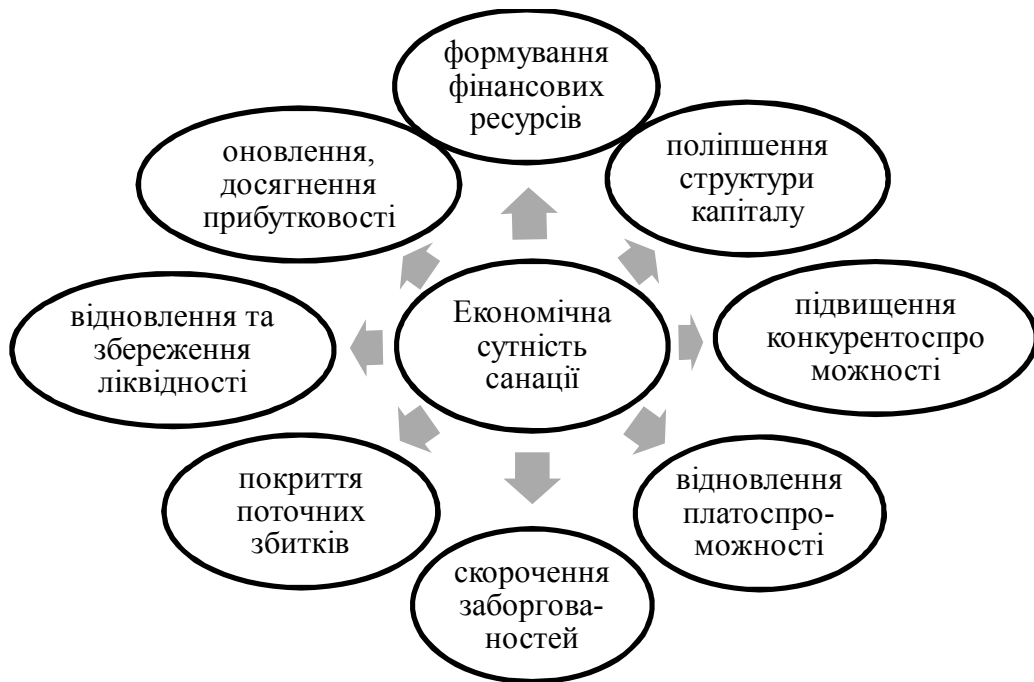 формування
фінансових
ресурсів
оновлення,
досягнення
прибутковості
поліпшення
структури
капіталу
відновлення та
збереження
ліквідності
Економічна
сутність
санації
підвищення
конкурентоспро
можності
покриття
поточних
збитків
відновлення
платоспро-
можності
скорочення
заборгова-
ностей